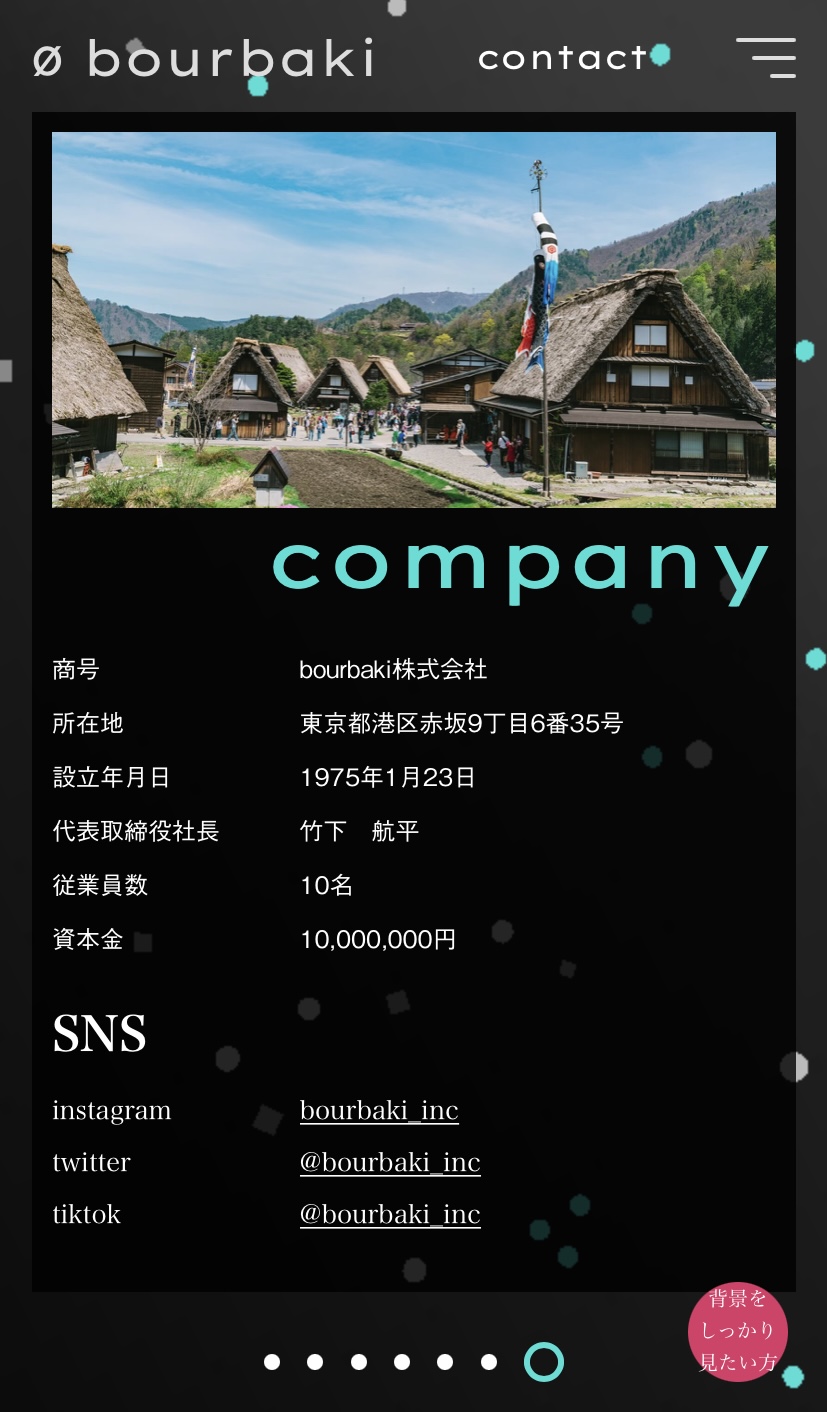 ø bourbaki
contact
company
商号 bourbaki株式会社
所在地 東京都港区赤坂9丁目6番35号
設立年月日 1975年1月23日
代表取締役社長 竹下　航平
従業員数 10名
資本金 10,000,000円
SNS
instagram bourbaki_inc
twitter @bourbaki_inc
tiktok @bourbaki_inc
背景を
しっかり
見たい方